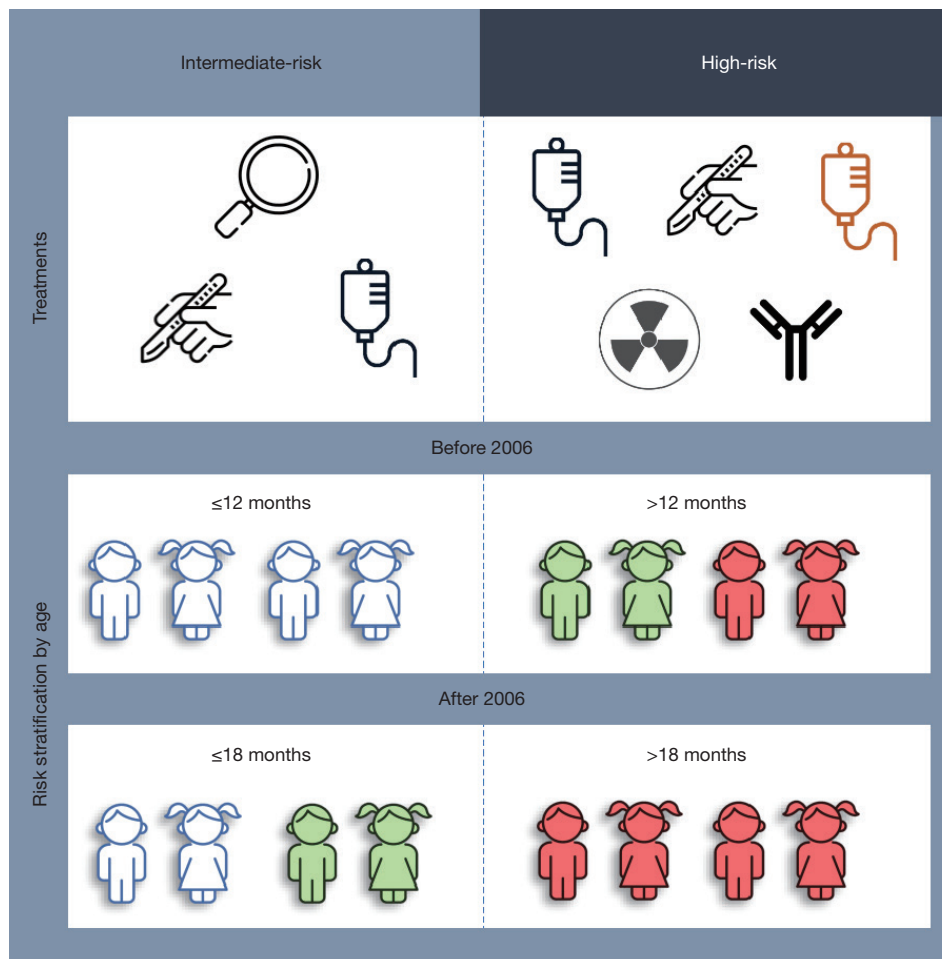 Intermediate-risk
High-risk
Treatments
Before 2006
≤12 months
>12 months
Risk stratification by age
After 2006
≤18 months
>18 months